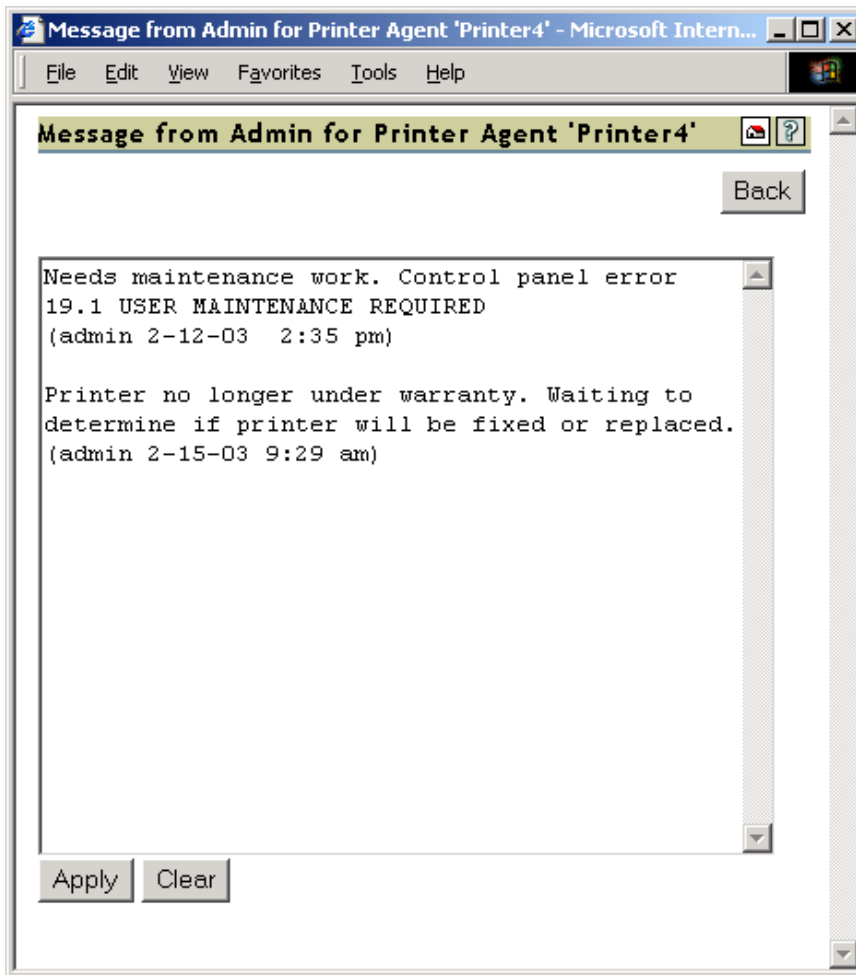 Message from Admin for Printer Agent 'Printer4' - Microsoft Intern...
File Edit View Favorites Tools Help
Message from Admin for Printer Agent 'Printer4'
?
Back
Needs maintenance work. Control panel error
19.1 USER MAINTENANCE REQUIRED
(admin 2-12-03  2:35 pm)
Printer no longer under warranty. Waiting to
determine if printer will be fixed or replaced.
(admin 2-15-03 9:29 am)
Apply Clear